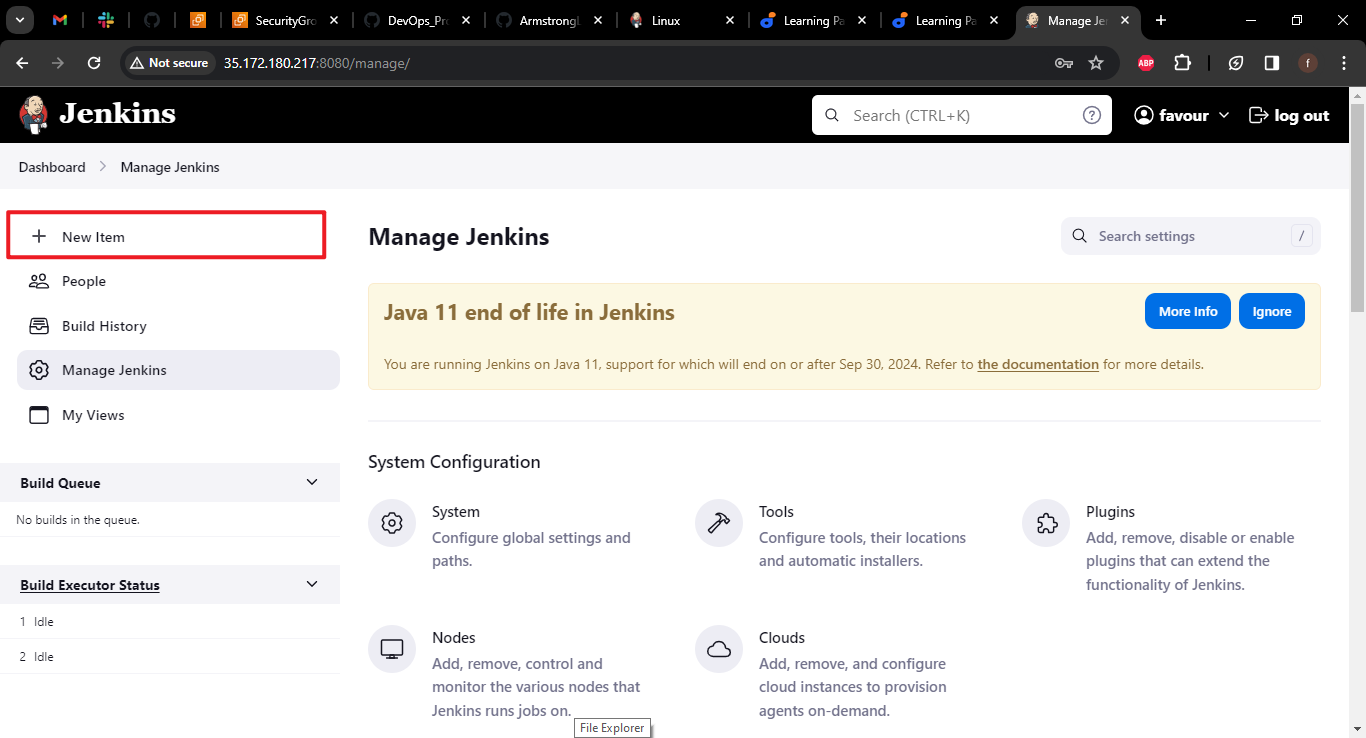 SecurityGro
DevOps_Pro
ArmstrongL
Linux
Learning Pa
Learning Pa
Manage Jen
Not secure
35.172.180.217:8080/manage/
ABP
f
Jenkins
Search (CTRL+K)
?
favour
log out
Dashboard
Manage Jenkins
New Item
People
Build History
Manage Jenkins
My Views
Build Queue
No builds in the queue.
Build Executor Status
1 Idle
2 Idle
Manage Jenkins
Search settings
/
Java 11 end of life in Jenkins
More Info
Ignore
You are running Jenkins on Java 11, support for which will end on or after Sep 30, 2024. Refer to the documentation for more details.
System Configuration
System
Configure global settings and
paths.
Tools
Configure tools, their locations
and automatic installers.
Plugins
Add, remove, disable or enable
plugins that can extend the
functionality of Jenkins.
Nodes
Add, remove, control and
monitor the various nodes that
Jenkins runs jobs on.
Clouds
Add, remove, and configure
cloud instances to provision
agents on-demand.
File Explorer